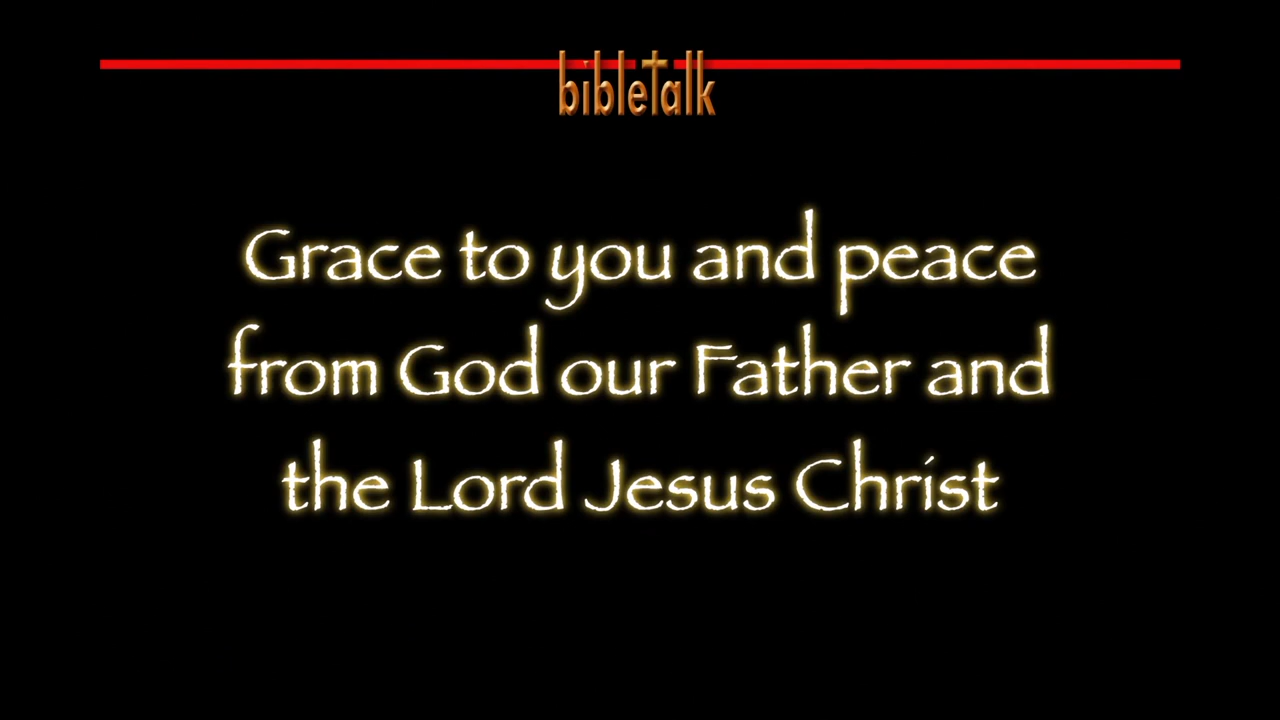 bibleTalk
Grace to you and peace
from God our Father and
the Lord Jesus Christ